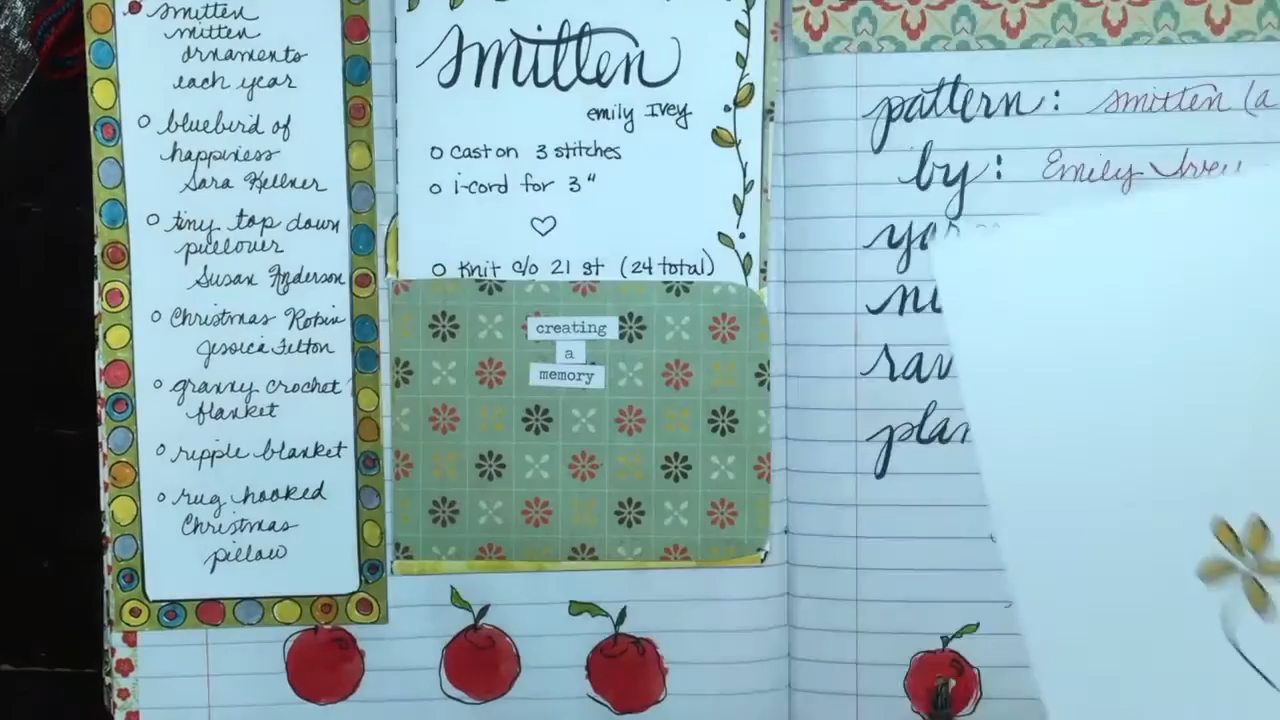 smitten
mitten
ornaments
each year
bluebird of
happiness
Sara Kellner
tiny top down
pullover
Susan Anderson
Christmas Robin
Jessica Felton
granny crochet
blanket
ripple blanket
rug hooked
Christmas
pillow
smitten
emily Ivey
cast on 3 stitches
i-cord for 3"
Knit c/o 21 st (24 total)
creating
a
memory
pattern: smitten (a
by: Emily Ivey